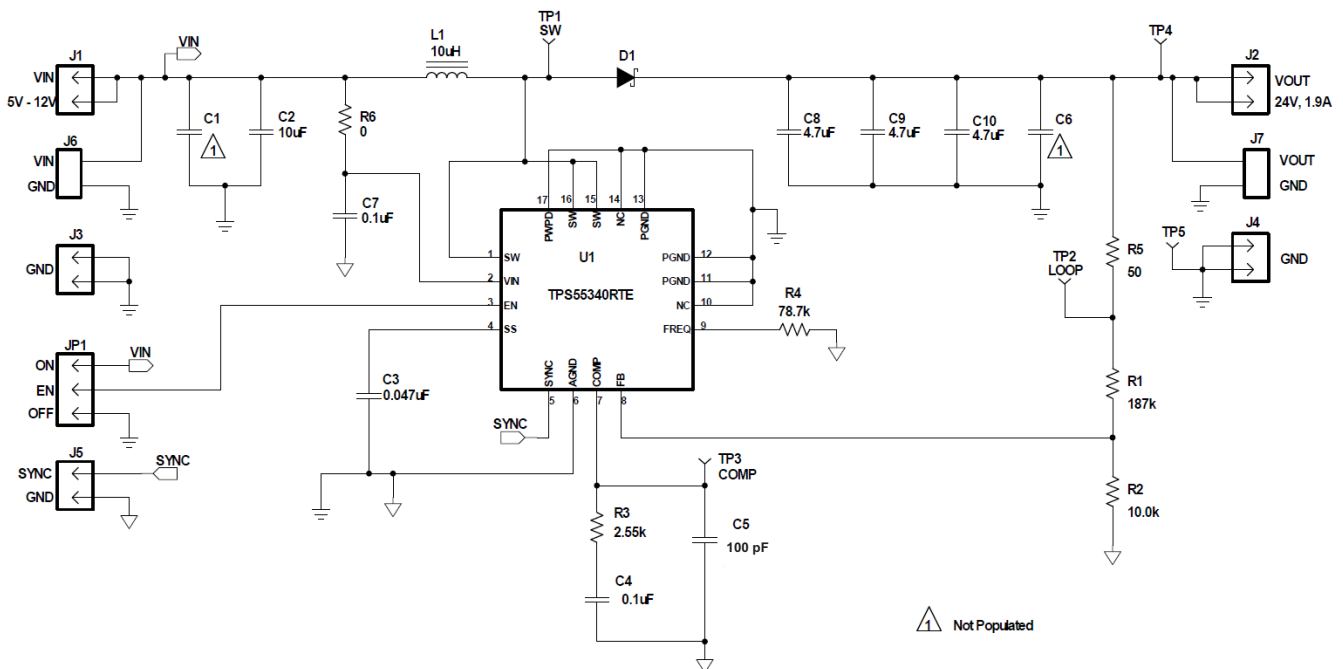 J1
VIN
5V - 12V
VIN
L1
10uH
TP1
SW
D1
TP4
J2
VOUT
24V, 1.9A
C1
1
C2
10uF
R6
0
C8
4.7uF
C9
4.7uF
C10
4.7uF
C6
1
J6
VIN
GND
J7
VOUT
GND
C7
0.1uF
17
16
15
14
13
PWPD
SW
SW
NC
PGND
U1
TPS55340RTE
1
SW
2
VIN
3
EN
4
SS
PGND
12
PGND
11
NC
10
FREQ
9
SYNC
AGND
COMP
FB
5
6
7
8
J3
GND
R4
78.7k
TP2
LOOP
R5
50
TP5
J4
GND
JP1
ON
EN
OFF
VIN
C3
0.047uF
SYNC
R1
187k
J5
SYNC
GND
SYNC
TP3
COMP
R3
2.55k
C5
100 pF
R2
10.0k
C4
0.1uF
1
Not Populated